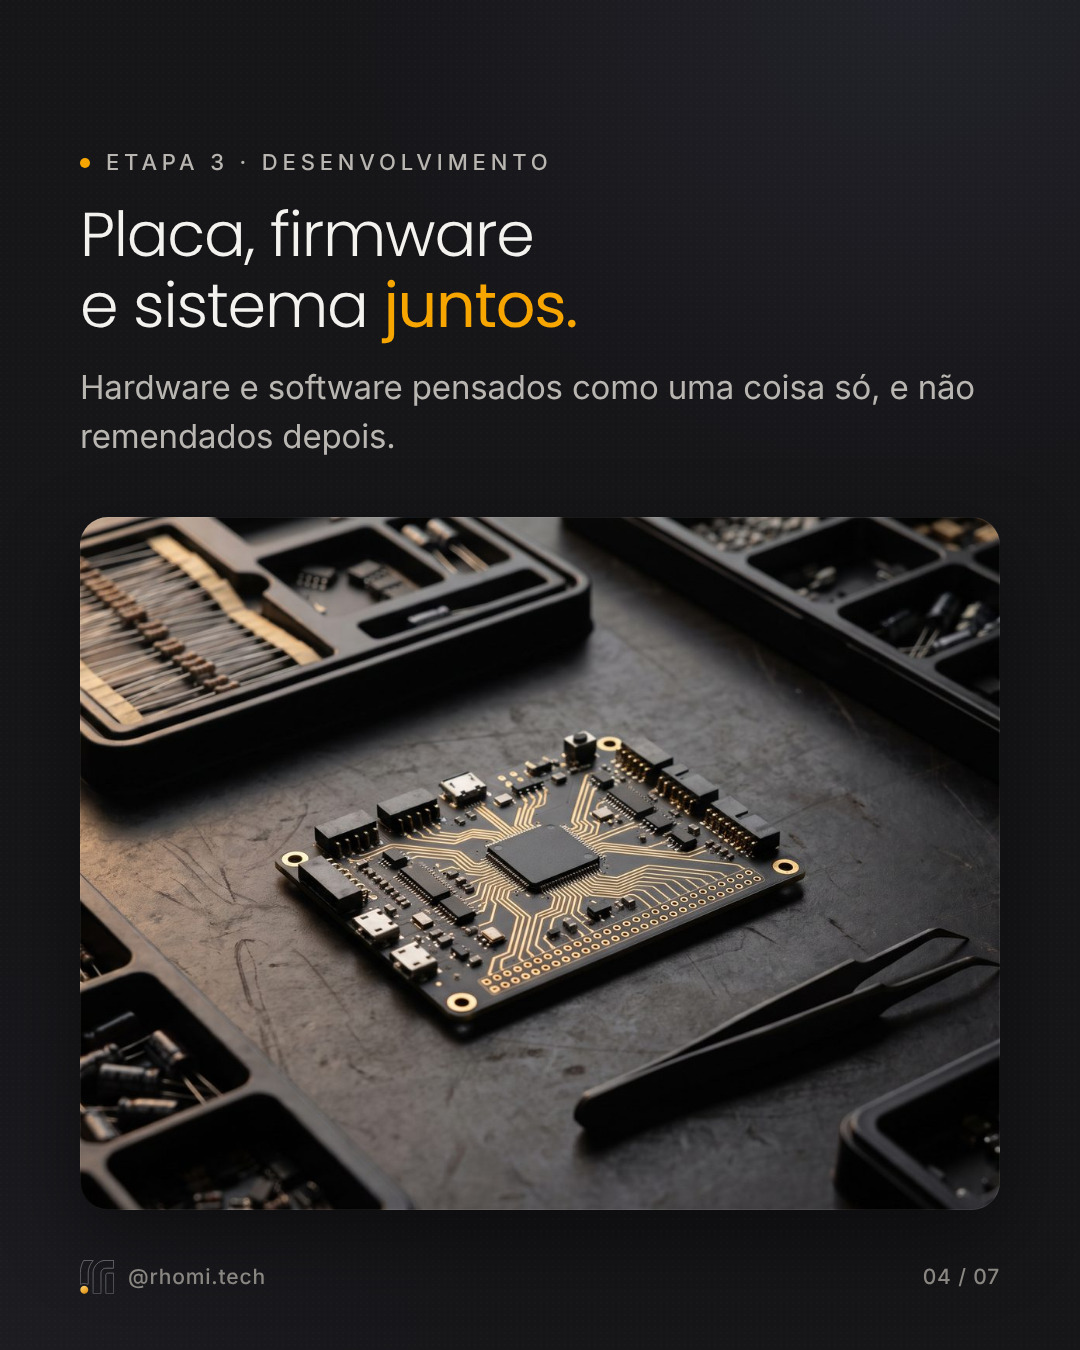 ETAPA 3 · DESENVOLVIMENTO
Placa, firmware
e sistema juntos.
Hardware e software pensados como uma coisa só, e não
remendados depois.
@rhomi.tech
04 / 07